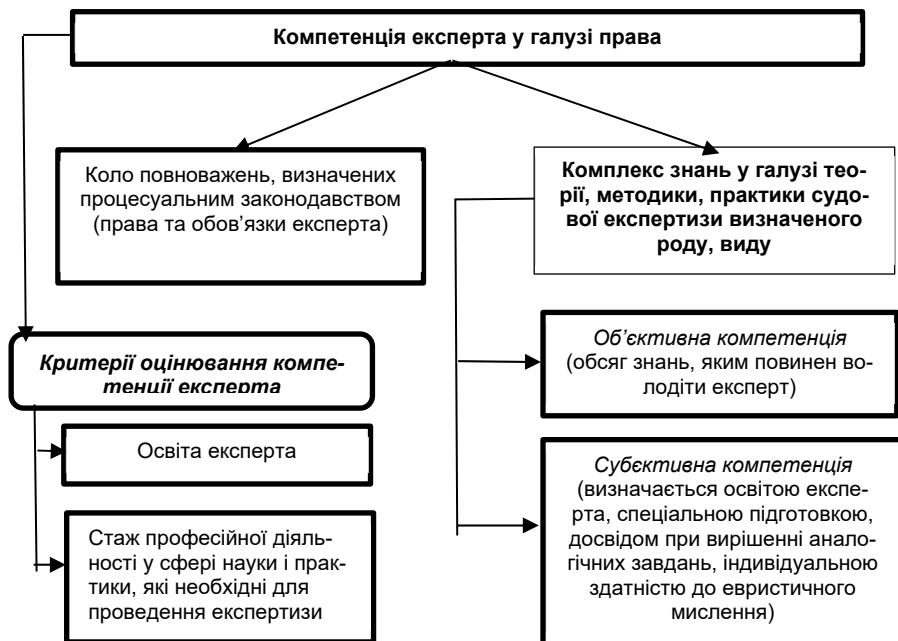 Компетенція експерта у галузі права
Коло повноважень, визначених
процесуальним законодавством
(права та обов’язки експерта)
Комплекс знань у галузі тео-
рії, методики, практики судо-
вої експертизи визначеного
роду, виду
Критерії оцінювання компе-
тенції експерта
Освіта експерта
Стаж професійної діяль-
ності у сфері науки і прак-
тики, які необхідні для
проведення експертизи
Об’єктивна компетенція
(обсяг знань, яким повинен во-
лодіти експерт)
Субєктивна компетенція
(визначається освітою експе-
рта, спеціальною підготовкою,
досвідом при вирішенні анало-
гічних завдань, індивідуальною
здатністю до евристичного
мислення)